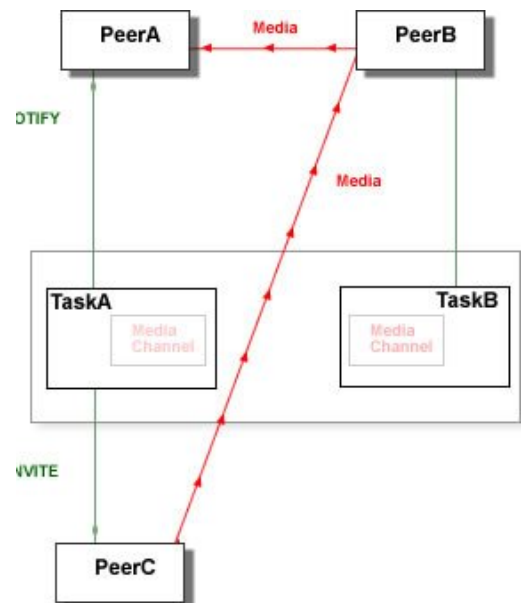 PeerA
Media
PeerB
OTIFY
Media
TaskA
TaskB
Media
Channel
Media
Channel
NVITE
PeerC